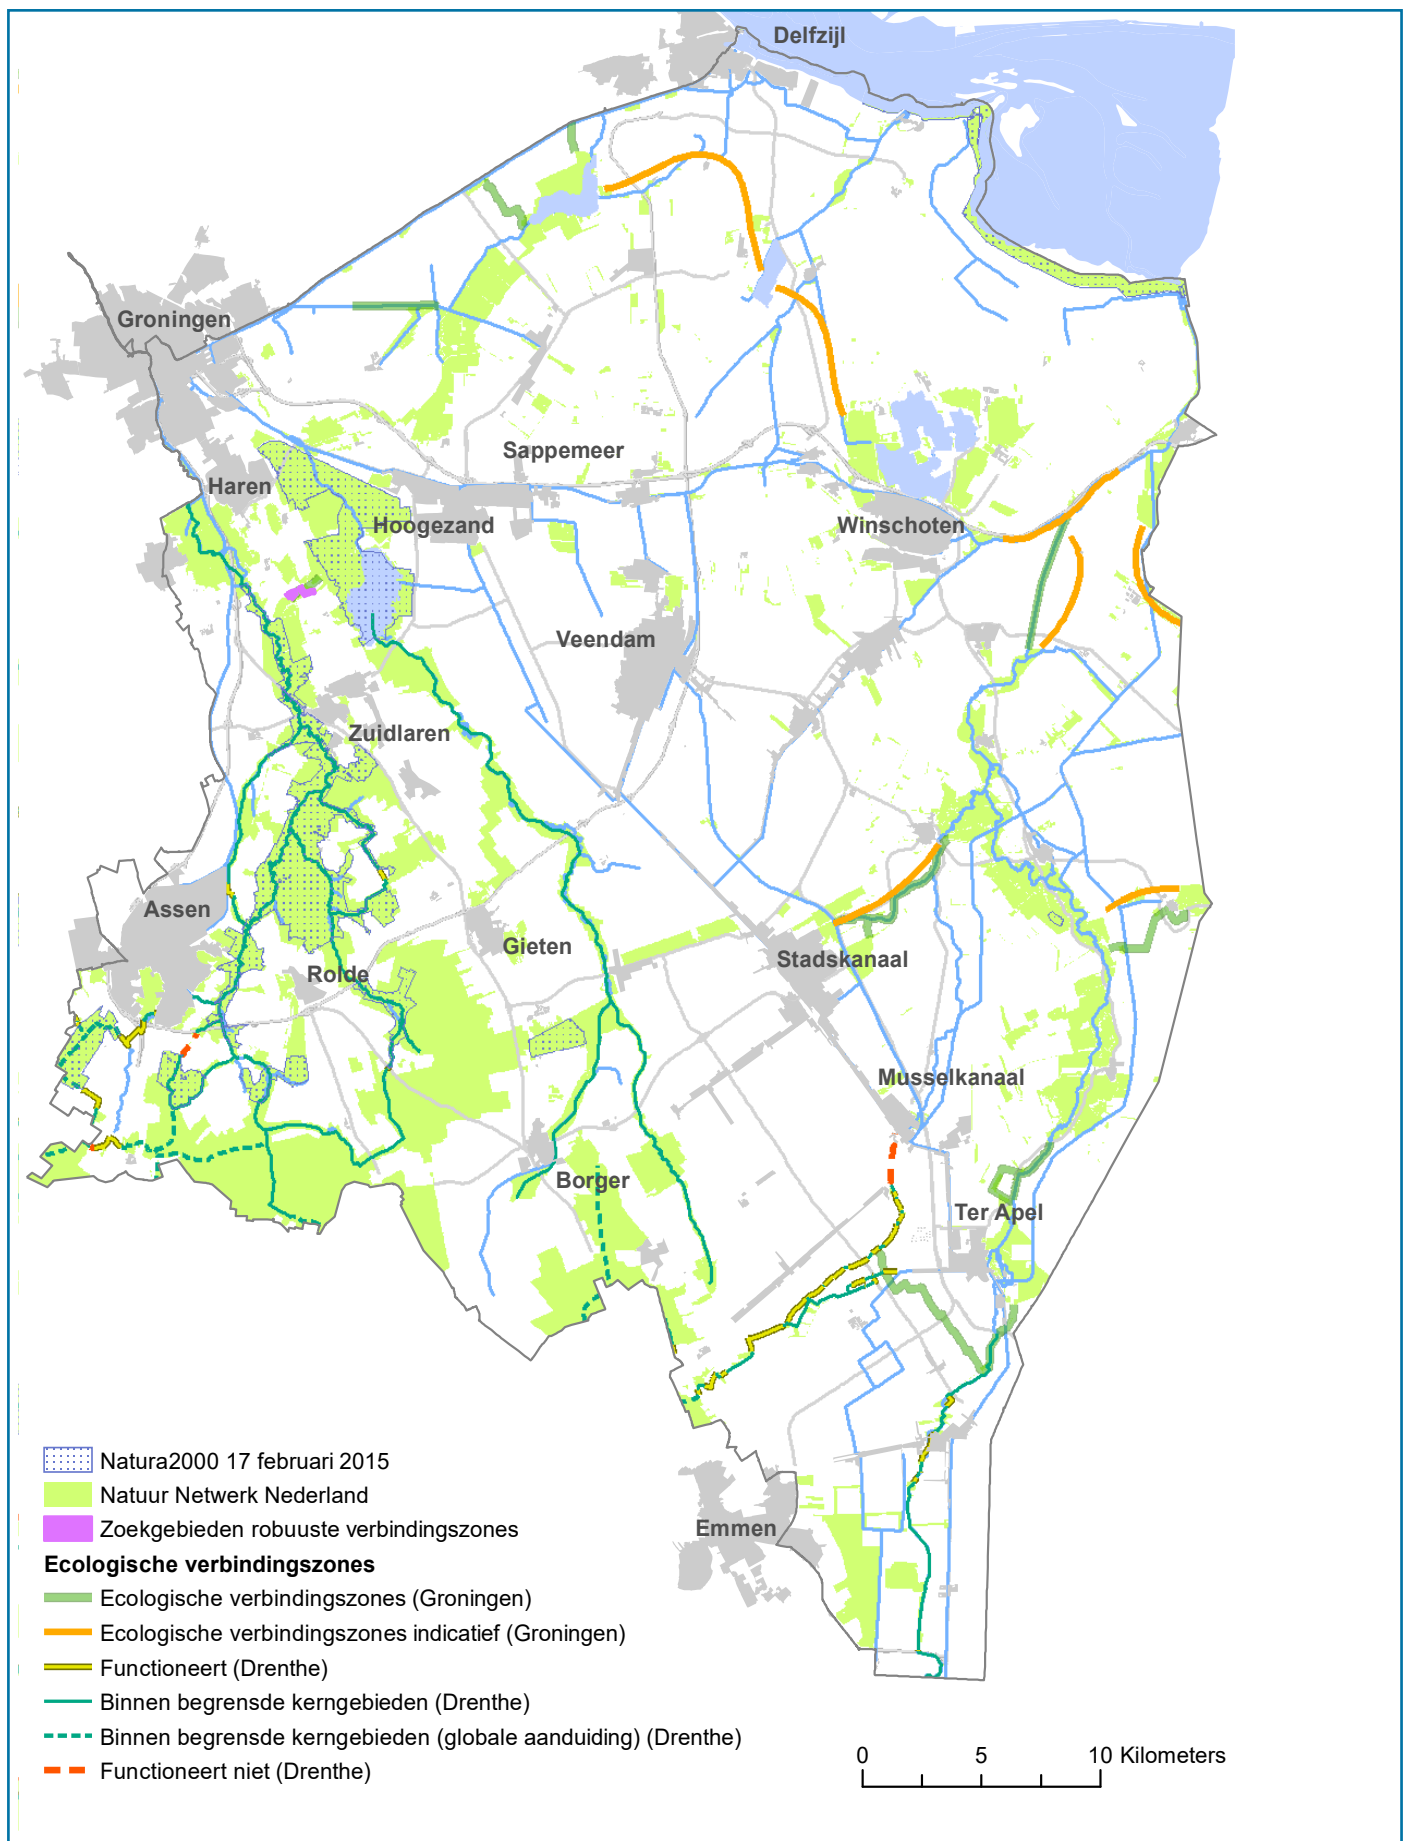 Delfzijl
Groningen
Sappemeer
Haren
Hoogezand
Winschoten
Veendam
Zuidlaren
Assen
Gieten
Stadskanaal
Rolde
Musselkanaal
Borger
Ter Apel
Emmen
Natura2000 17 februari 2015
Natuur Netwerk Nederland
Zoekgebieden robuuste verbindingszones
Ecologische verbindingszones
Ecologische verbindingszones (Groningen)
Ecologische verbindingszones indicatief (Groningen)
Functioneert (Drenthe)
Binnen begrensde kerngebieden (Drenthe)
Binnen begrensde kerngebieden (globale aanduiding) (Drenthe)
Functioneert niet (Drenthe)
0 5 10 Kilometers